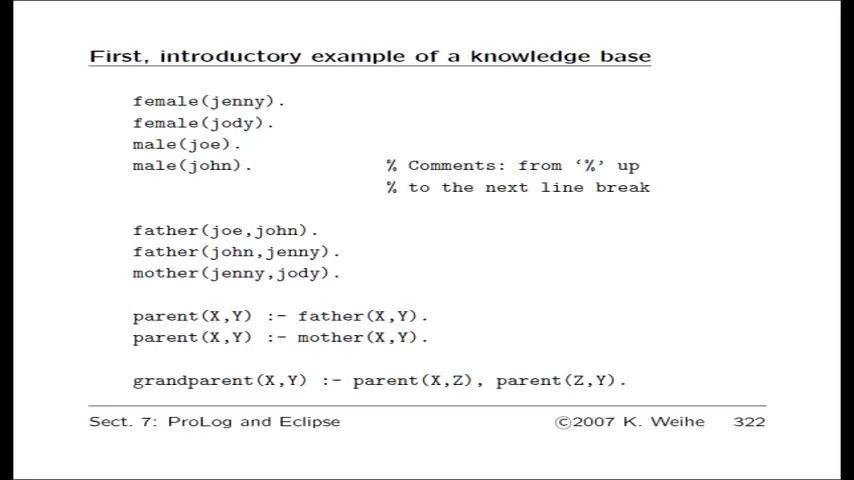 First, introductory example of a knowledge base
female(jenny).
female(jody).
male(joe).
male(john). % Comments: from ‘%’ up
% to the next line break
father(joe,john).
father(john,jenny).
mother(jenny,jody).
parent(X,Y) :- father(X,Y).
parent(X,Y) :- mother(X,Y).
grandparent(X,Y) :- parent(X,Z), parent(Z,Y).
Sect. 7: ProLog and Eclipse ©2007 K. Weihe 322